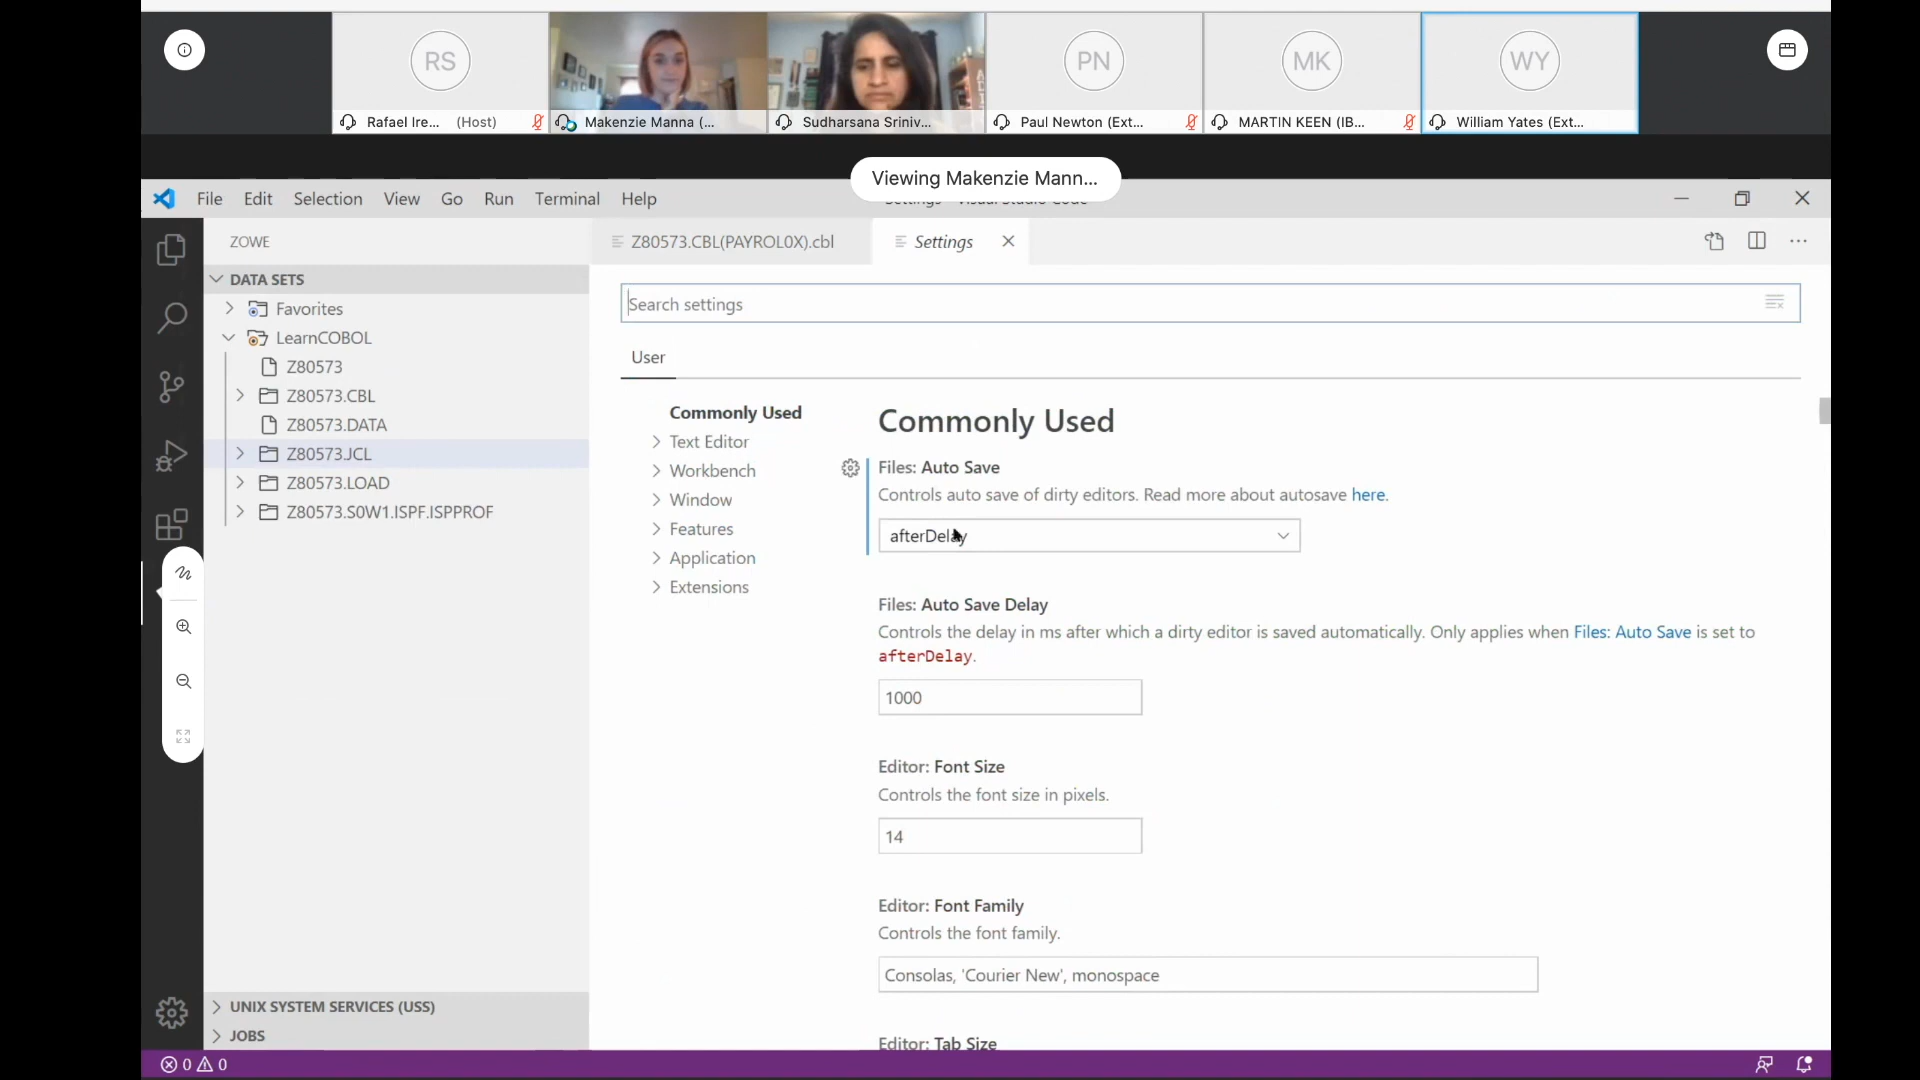 RS
PN
MK
WY
Rafael Ire... (Host)
Makenzie Manna (...
Sudharsana Sriniv...
Paul Newton (Ext...
MARTIN KEEN (IB...
William Yates (Ext...
Viewing Makenzie Mann...
File Edit Selection View Go Run Terminal Help
Settings - Visual Studio Code
ZOWE
Z80573.CBL(PAYROL0X).cbl
Settings
DATA SETS
Favorites
LearnCOBOL
Z80573
Z80573.CBL
Z80573.DATA
Z80573.JCL
Z80573.LOAD
Z80573.S0W1.ISPF.ISPPROF
UNIX SYSTEM SERVICES (USS)
JOBS
Search settings
User
Commonly Used
Text Editor
Workbench
Window
Features
Application
Extensions
Commonly Used
Files: Auto Save
Controls auto save of dirty editors. Read more about autosave here.
afterDelay
Files: Auto Save Delay
Controls the delay in ms after which a dirty editor is saved automatically. Only applies when Files: Auto Save is set to
afterDelay.
1000
Editor: Font Size
Controls the font size in pixels.
14
Editor: Font Family
Controls the font family.
Consolas, 'Courier New', monospace
Editor: Tab Size
0 0